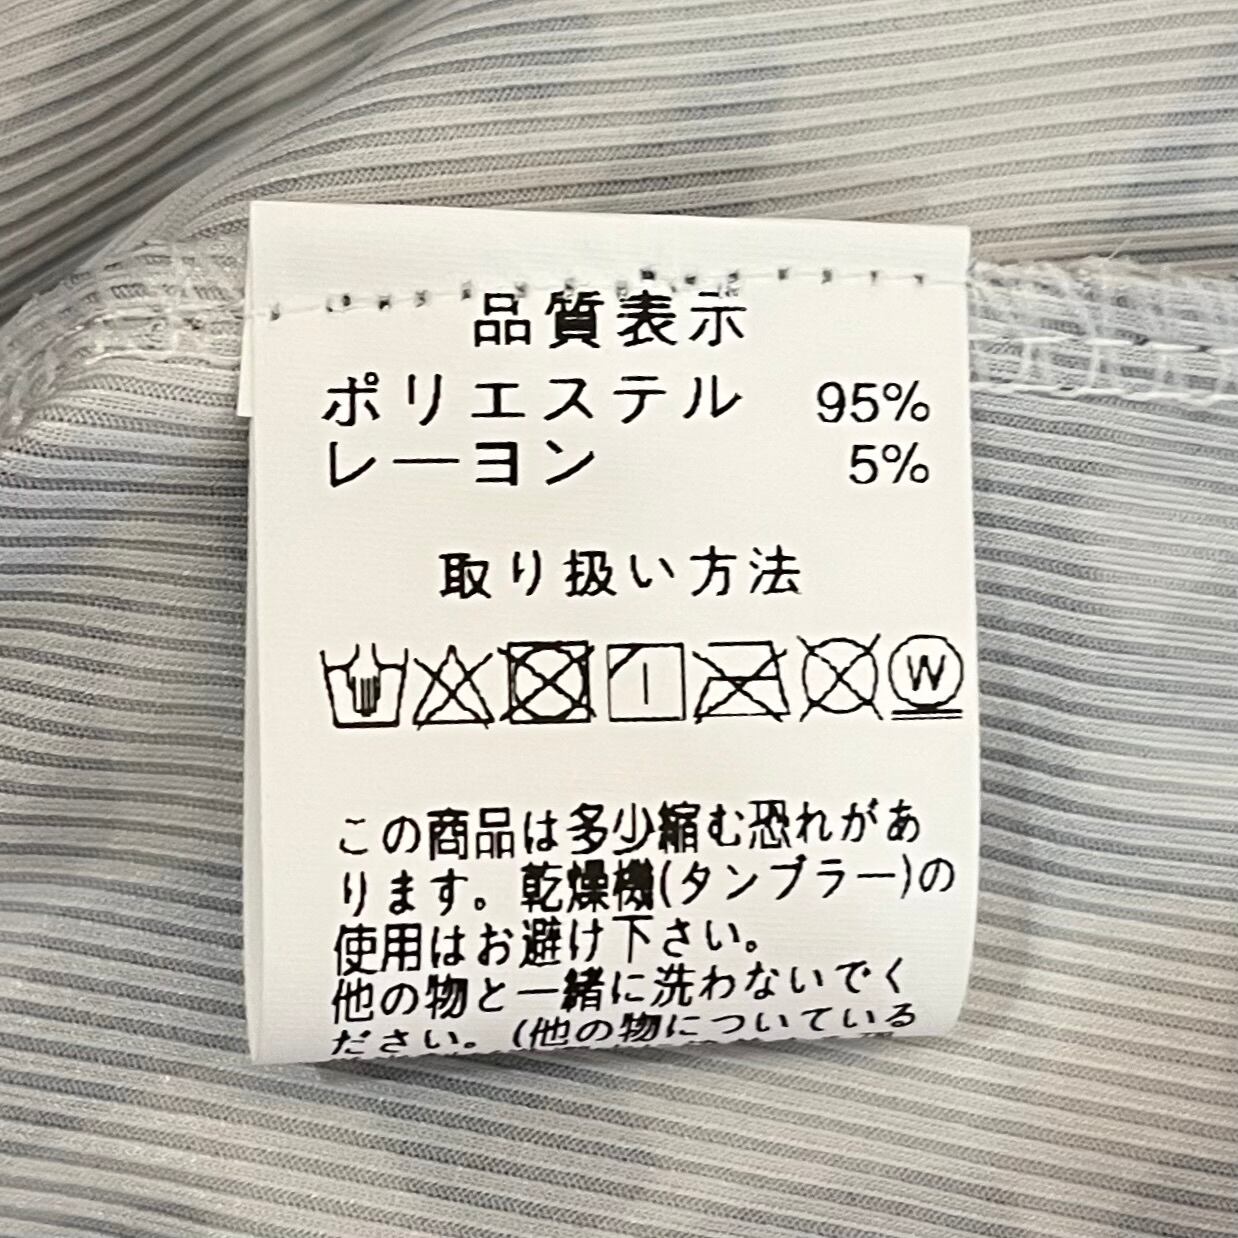 品質表示
ポリエステル 95%
レーヨン 5%
取り扱い方法
W
この商品は多少縮む恐れがあ
ります。乾燥機(タンブラー)の
使用はお避け下さい。
他の物と一緒に洗わないでく
ださい。(他の物についている